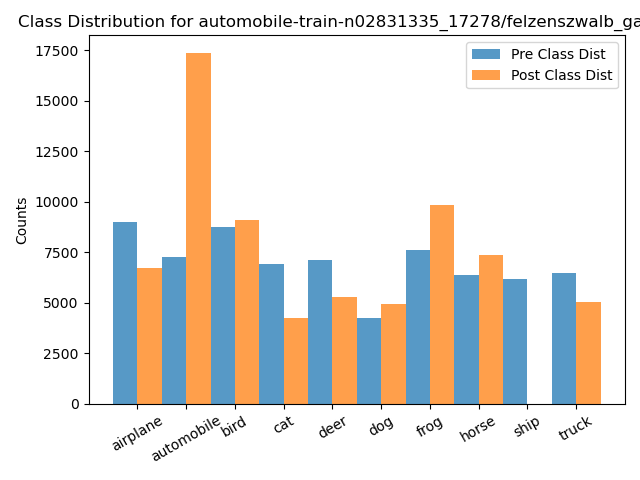 Class Distribution for automobile-train-n02831335_17278/felzenszwalb_ga
Pre Class Dist
Post Class Dist
17500
15000
12500
10000
7500
5000
2500
0
Counts
airplane
automobile
bird
cat
deer
dog
frog
horse
ship
truck